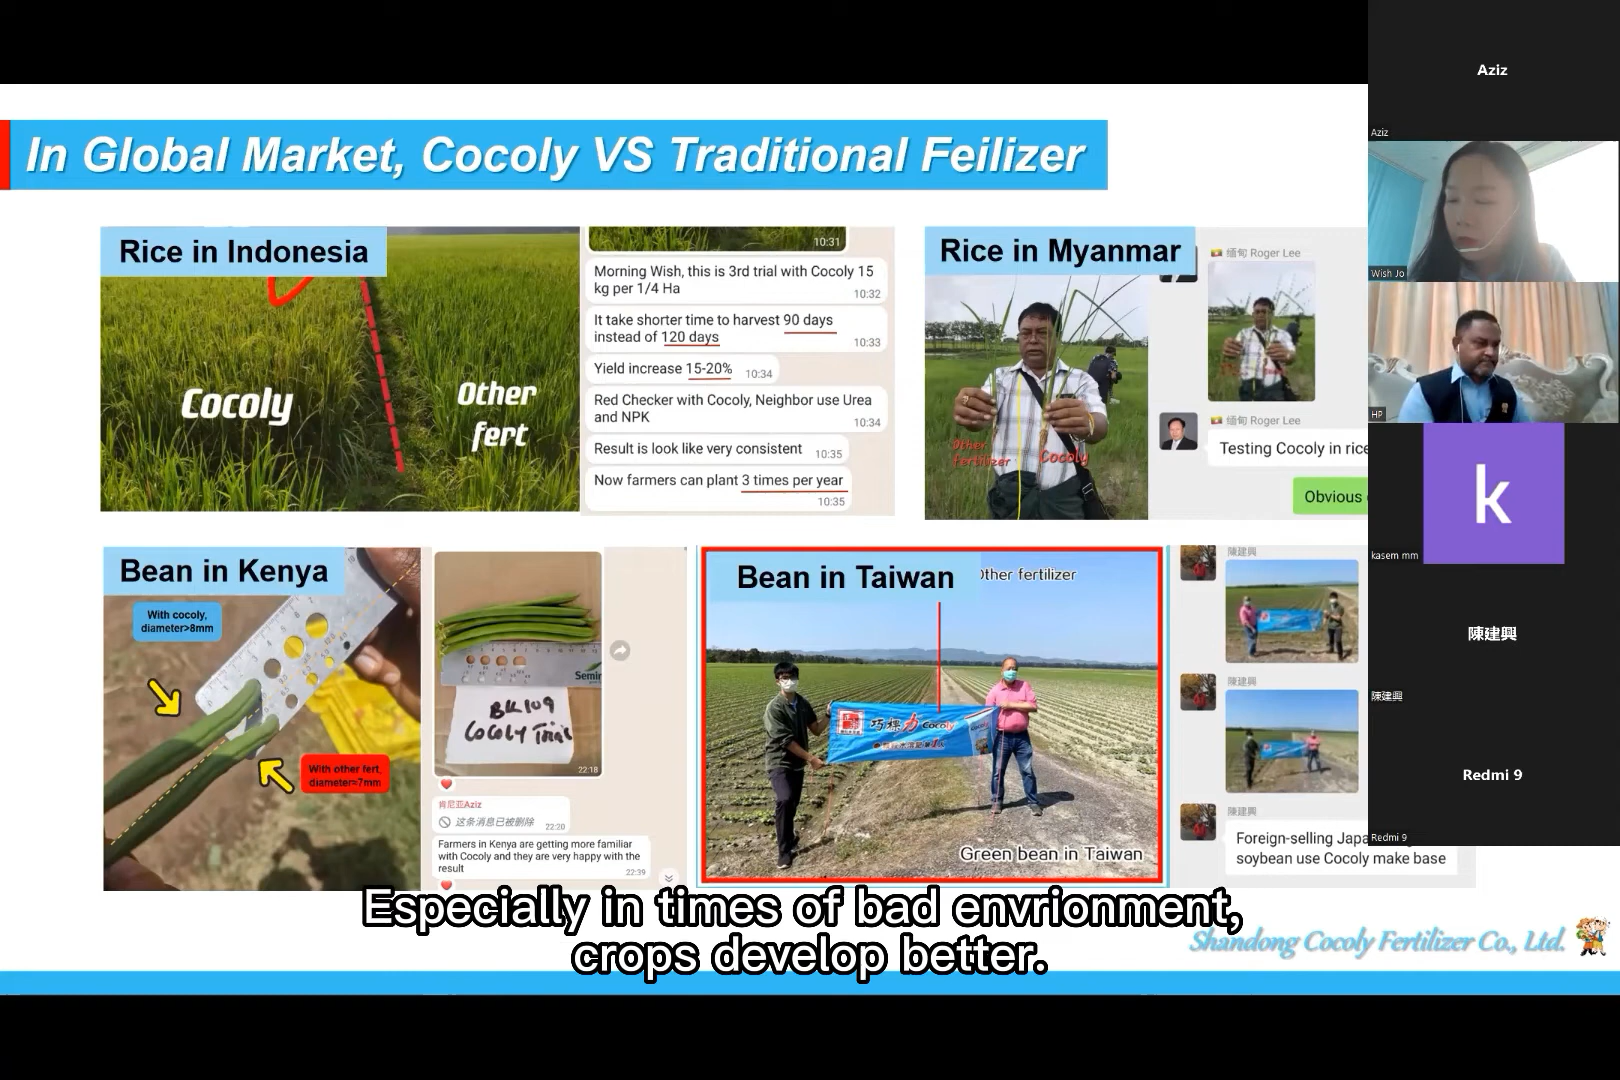 Aziz
Aziz
In Global Market, Cocoly VS Traditional Feilizer
Wish Jo
Rice in Indonesia
Cocoly
Other
fert
10:31
Morning Wish, this is 3rd trial with Cocoly 15
kg per 1/4 Ha
10:32
It take shorter time to harvest 90 days
instead of 120 days
10:33
Yield increase 15-20%
10:34
Red Checker with Cocoly, Neighbor use Urea
and NPK
10:34
Result is look like very consistent
10:35
Now farmers can plant 3 times per year
10:35
Rice in Myanmar
Other
fertilizer
Cocoly
缅甸 Roger Lee
缅甸 Roger Lee
Testing Cocoly in rice
Obvious
HP
k
kasem mm
陳建興
陳建興
Redmi 9
Redmi 9
Bean in Kenya
With cocoly,
diameter>8mm
With other fert,
diameter=7mm
BK109
Cocoly Trial
22:18
肯尼亚Aziz
这条消息已被删除
22:20
Farmers in Kenya are getting more familiar
with Cocoly and they are very happy with the
result
22:39
Bean in Taiwan
Other fertilizer
巧裸力 Cocoly
Green bean in Taiwan
陳建興
陳建興
陳建興
Foreign-selling Japa
soybean use Cocoly make base
Especially in times of bad envrionment,
crops develop better.
Shandong Cocoly Fertilizer Co., Ltd.